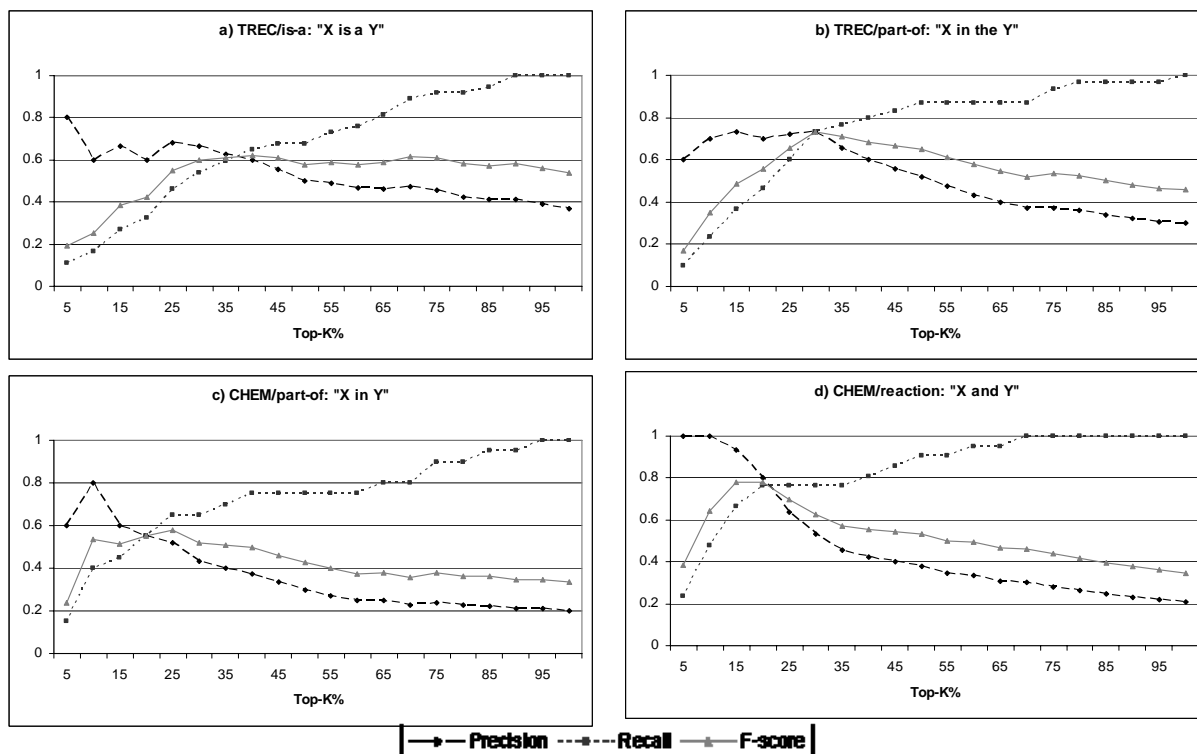 a) TREC/is-a: "X is a Y"
1
0.8
0.6
0.4
0.2
0
5 15 25 35 45 55 65 75 85 95
Top-K%
b) TREC/part-of: "X in the Y"
1
0.8
0.6
0.4
0.2
0
5 15 25 35 45 55 65 75 85 95
Top-K%
c) CHEM/part-of: "X in Y"
1
0.8
0.6
0.4
0.2
0
5 15 25 35 45 55 65 75 85 95
Top-K%
d) CHEM/reaction: "X and Y"
1
0.8
0.6
0.4
0.2
0
5 15 25 35 45 55 65 75 85 95
Top-K%
Precision Recall F-score